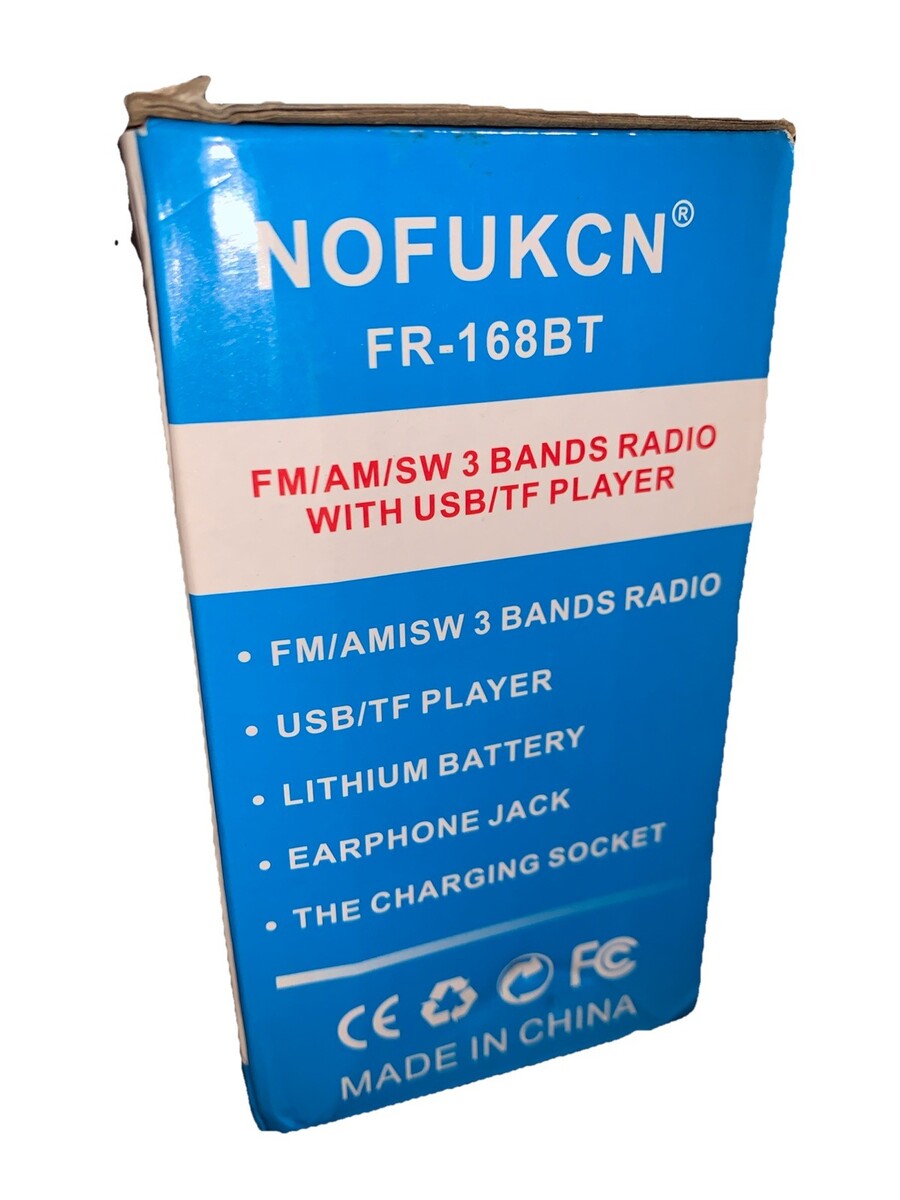 NOFUKCN®
FR-168BT
FM/AM/SW 3 BANDS RADIO
WITH USB/TF PLAYER
• FM/AMISW 3 BANDS RADIO
• USB/TF PLAYER
• LITHIUM BATTERY
• EARPHONE JACK
• THE CHARGING SOCKET
CE FC
MADE IN CHINA